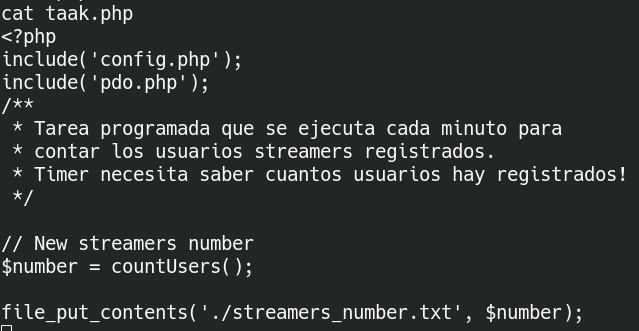 cat taak.php
<?php
include('config.php');
include('pdo.php');
/**
 * Tarea programada que se ejecuta cada minuto para
 * contar los usuarios streamers registrados.
 * Timer necesita saber cuantos usuarios hay registrados!
 */

// New streamers number
$number = countUsers();

file_put_contents('./streamers_number.txt', $number);